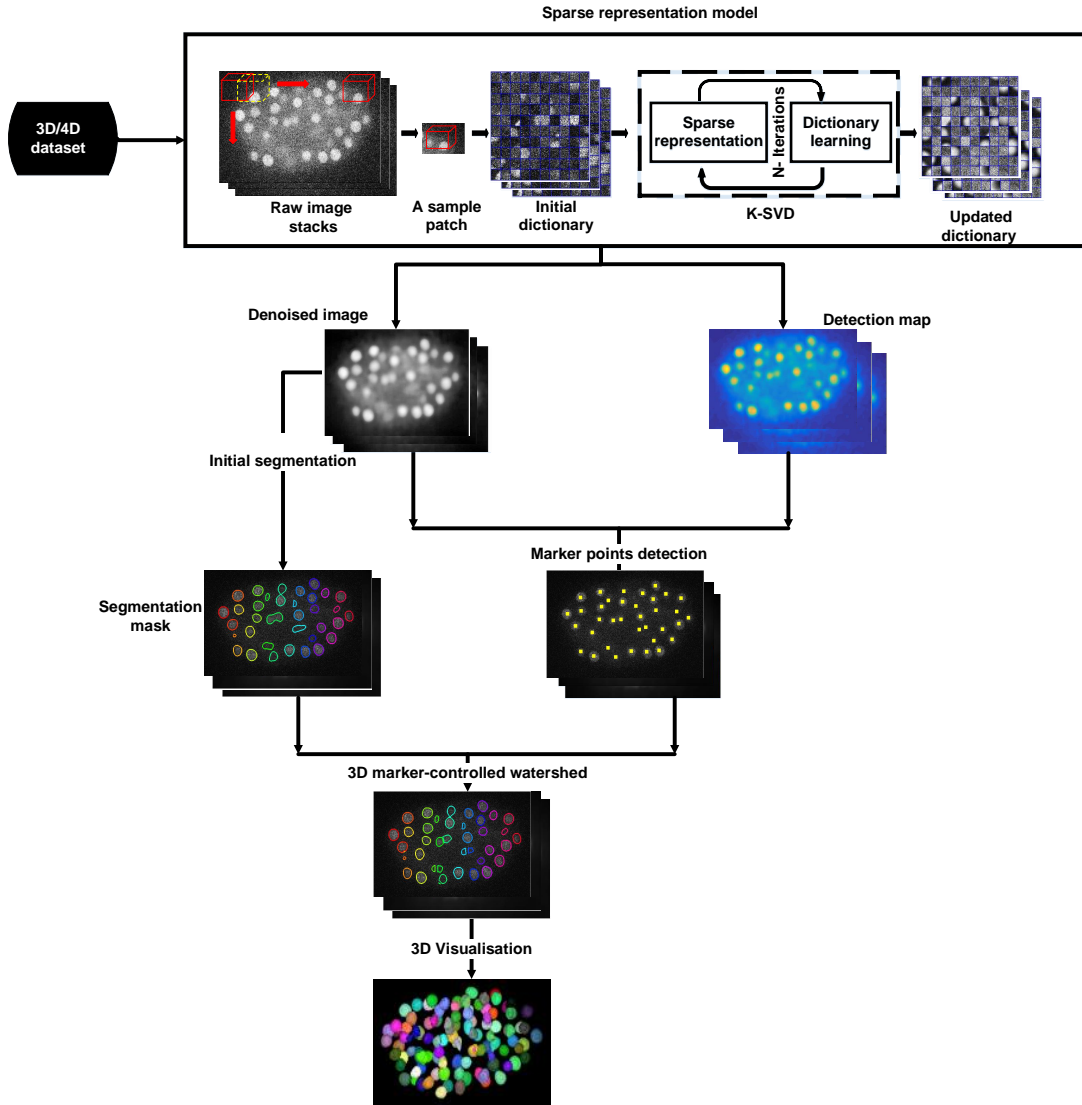 Sparse representation model
3D/4D
dataset
Raw image
stacks
A sample
patch
Initial
dictionary
Sparse
representation
N- Iterations
Dictionary
learning
K-SVD
Updated
dictionary
Denoised image
Detection map
Initial segmentation
Marker points detection
Segmentation
mask
3D marker-controlled watershed
3D Visualisation